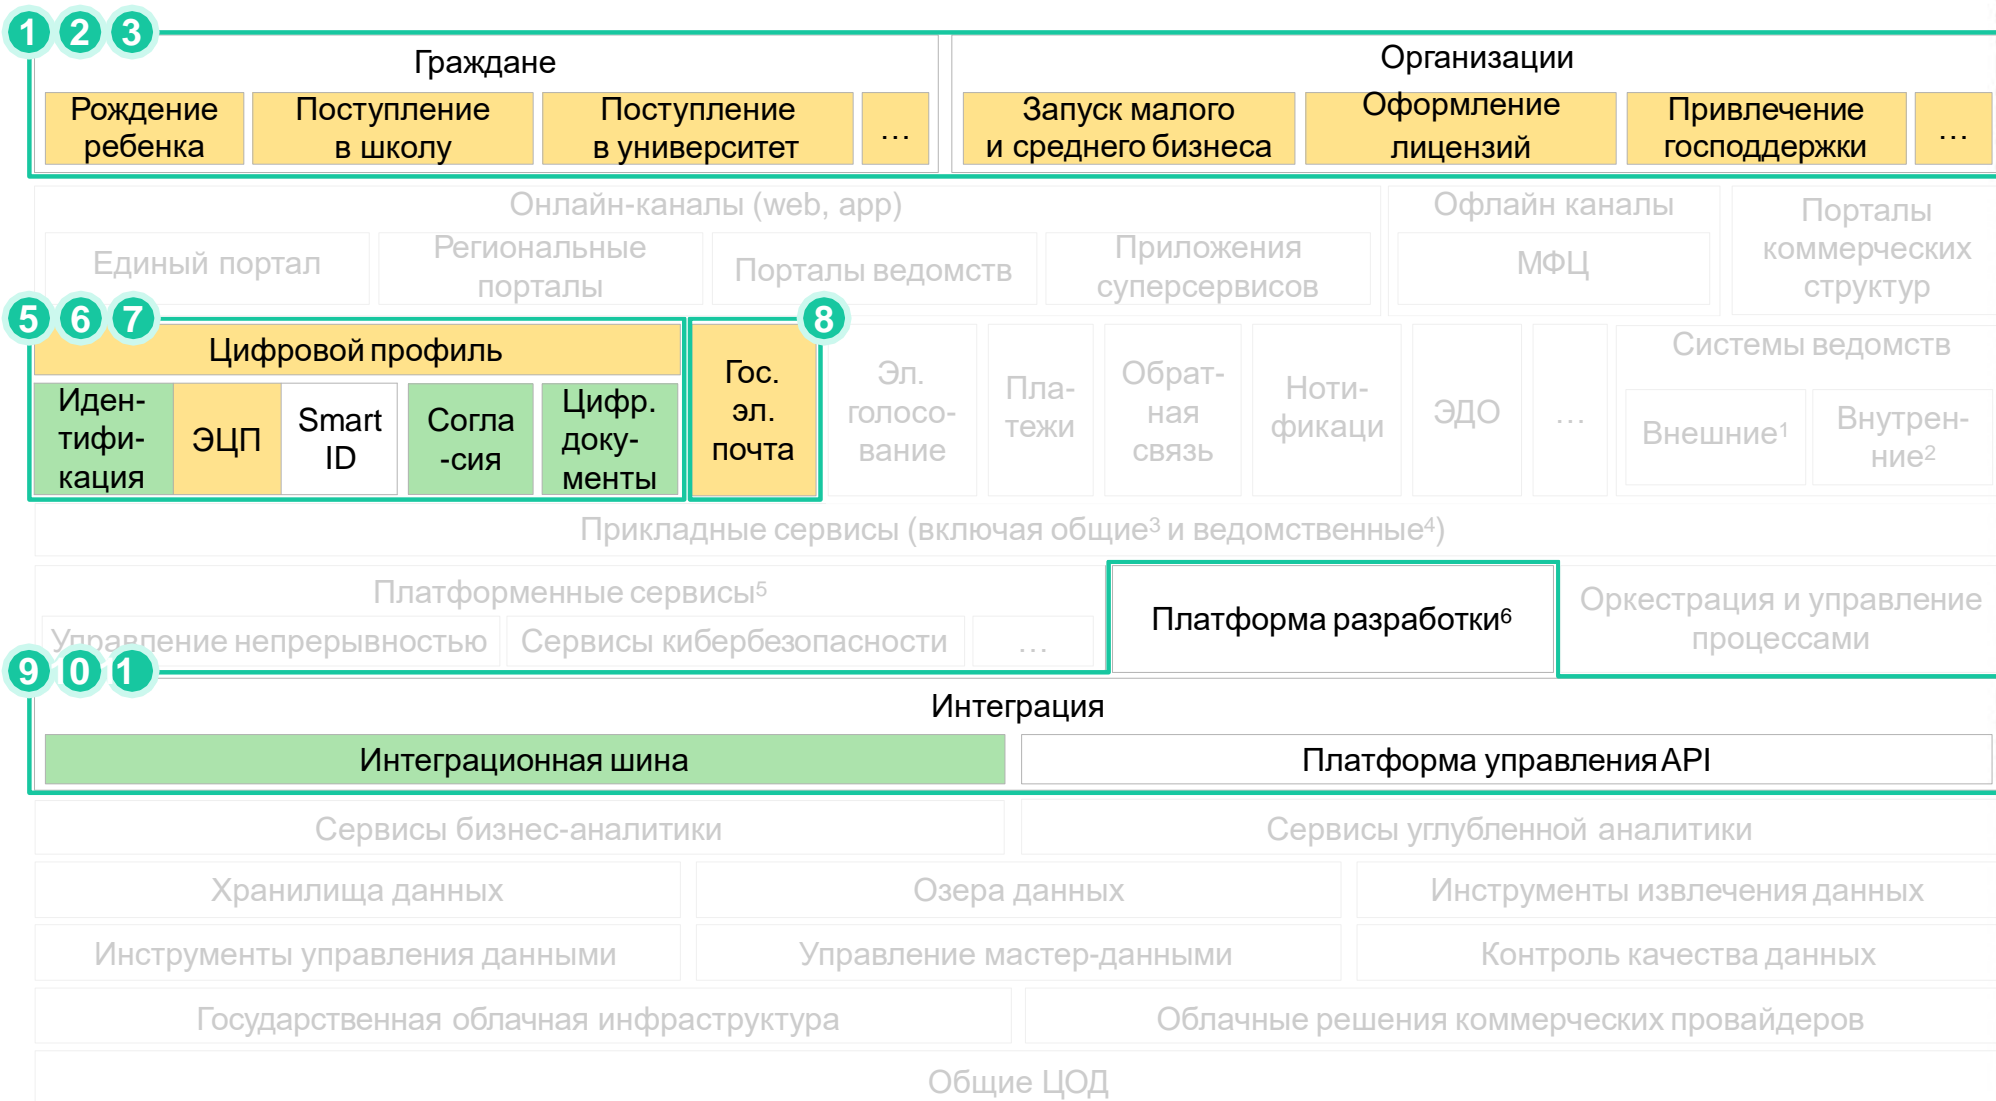 1 2 3
Граждане
Организации
Рождение
ребенка
Поступление
в школу
Поступление
в университет
...
Запуск малого
и среднего бизнеса
Оформление
лицензий
Привлечение
господдержки
...
Онлайн-каналы (web, app)
Офлайн каналы
Порталы
коммерческих
структур
Единый портал
Региональные
порталы
Порталы ведомств
Приложения
суперсервисов
МФЦ
5 6 7
8
Цифровой профиль
Иден-
тифи-
кация
ЭЦП
Smart
ID
Согла
-сия
Цифр.
доку-
менты
Гос.
эл.
почта
Эл.
голосо-
вание
Пла-
тежи
Обрат-
ная
связь
Ноти-
фикаци
ЭДО
...
Системы ведомств
Внешние1
Внутрен-
ние2
Прикладные сервисы (включая общие3 и ведомственные4)
Платформенные сервисы5
Управление непрерывностью
Сервисы кибербезопасности
...
Платформа разработки6
Оркестрация и управление
процессами
9 0 1
Интеграция
Интеграционная шина
Платформа управления API
Сервисы бизнес-аналитики
Сервисы углубленной аналитики
Хранилища данных
Озера данных
Инструменты извлечения данных
Инструменты управления данными
Управление мастер-данными
Контроль качества данных
Государственная облачная инфраструктура
Облачные решения коммерческих провайдеров
Общие ЦОД